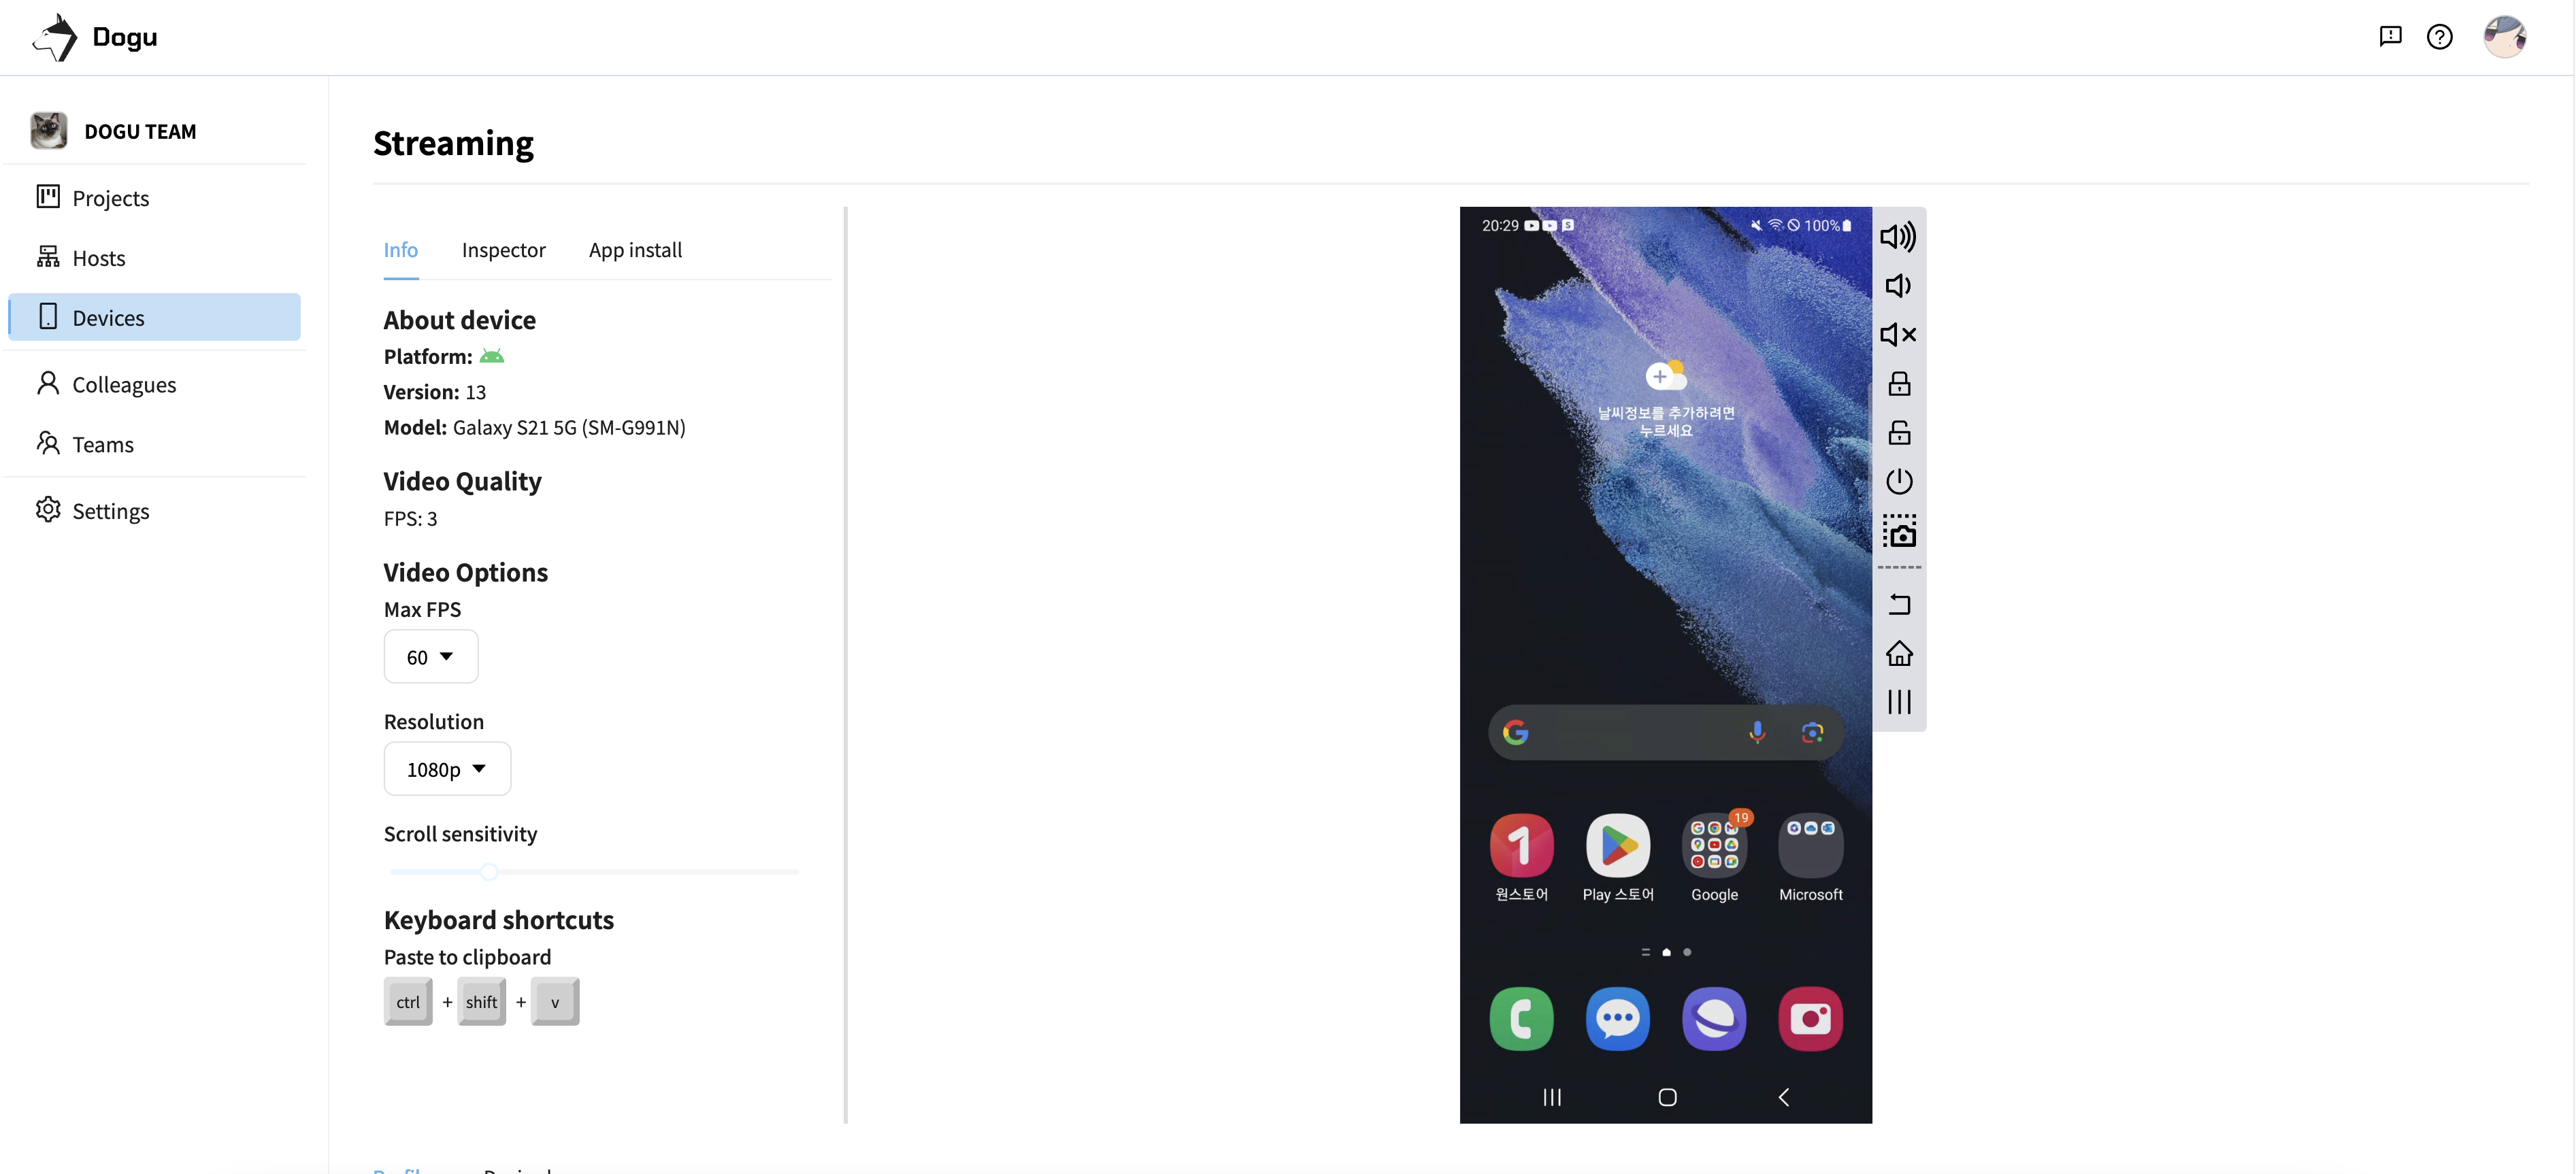 Dogu
DOGU TEAM
Projects
Hosts
Devices
Colleagues
Teams
Settings
Streaming
Info Inspector App install
About device
Platform:
Version: 13
Model: Galaxy S21 5G (SM-G991N)
Video Quality
FPS: 3
Video Options
Max FPS
60
Resolution
1080p
Scroll sensitivity
Keyboard shortcuts
Paste to clipboard
ctrl + shift + v
20:29 S 100%
날씨정보를 추가하려면
누르세요
19
원스토어 Play 스토어 Google Microsoft